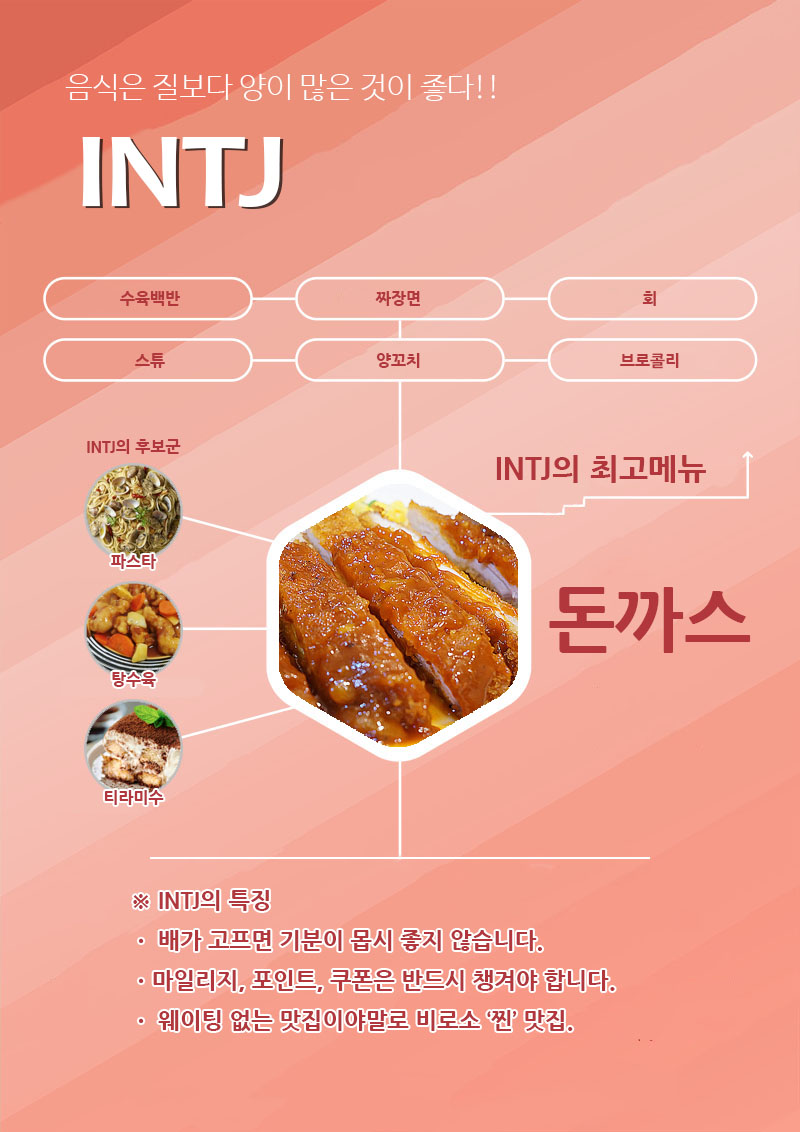 음식은 질보다 양이 많은 것이 좋다!!
INTJ
수육백반 짜장면 회
스튜 양꼬치 브로콜리
INTJ의 후보군
INTJ의 최고메뉴
파스타
돈까스
탕수육
티라미수
※ INTJ의 특징
· 배가 고프면 기분이 몹시 좋지 않습니다.
· 마일리지, 포인트, 쿠폰은 반드시 챙겨야 합니다.
· 웨이팅 없는 맛집이야말로 비로소 ‘찐’ 맛집.